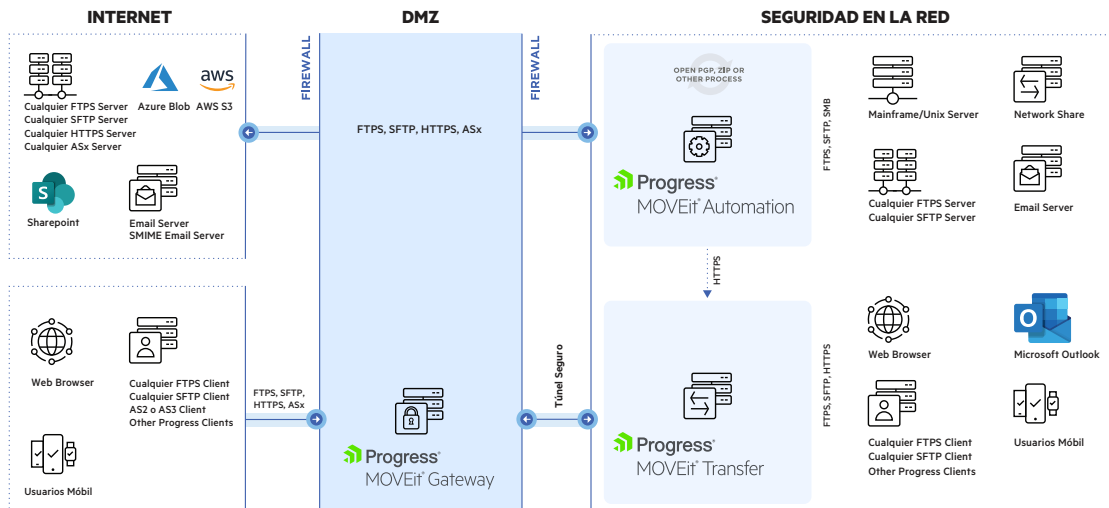 INTERNET
DMZ
SEGURIDAD EN LA RED
FIREWALL
FIREWALL
Cualquier FTPS Server
Cualquier SFTP Server
Cualquier HTTPS Server
Cualquier ASx Server
Azure Blob
aws
AWS S3
S
Sharepoint
Email Server
SMIME Email Server
FTPS, SFTP, HTTPS, ASx
OPEN PGP, ZIP OR
OTHER PROCESS
Progress®
MOVEit® Automation
FTPS, SFTP, SMB
Mainframe/Unix Server
Network Share
Cualquier FTPS Server
Cualquier SFTP Server
Email Server
HTTPS
Web Browser
Cualquier FTPS Client
Cualquier SFTP Client
AS2 o AS3 Client
Other Progress Clients
Usuarios Móbil
FTPS, SFTP,
HTTPS, ASx
Progress®
MOVEit® Gateway
Túnel Seguro
Progress®
MOVEit® Transfer
FTPS, SFTP, HTTPS
Web Browser
O
Microsoft Outlook
Cualquier FTPS Client
Cualquier SFTP Client
Other Progress Clients
Usuarios Móbil